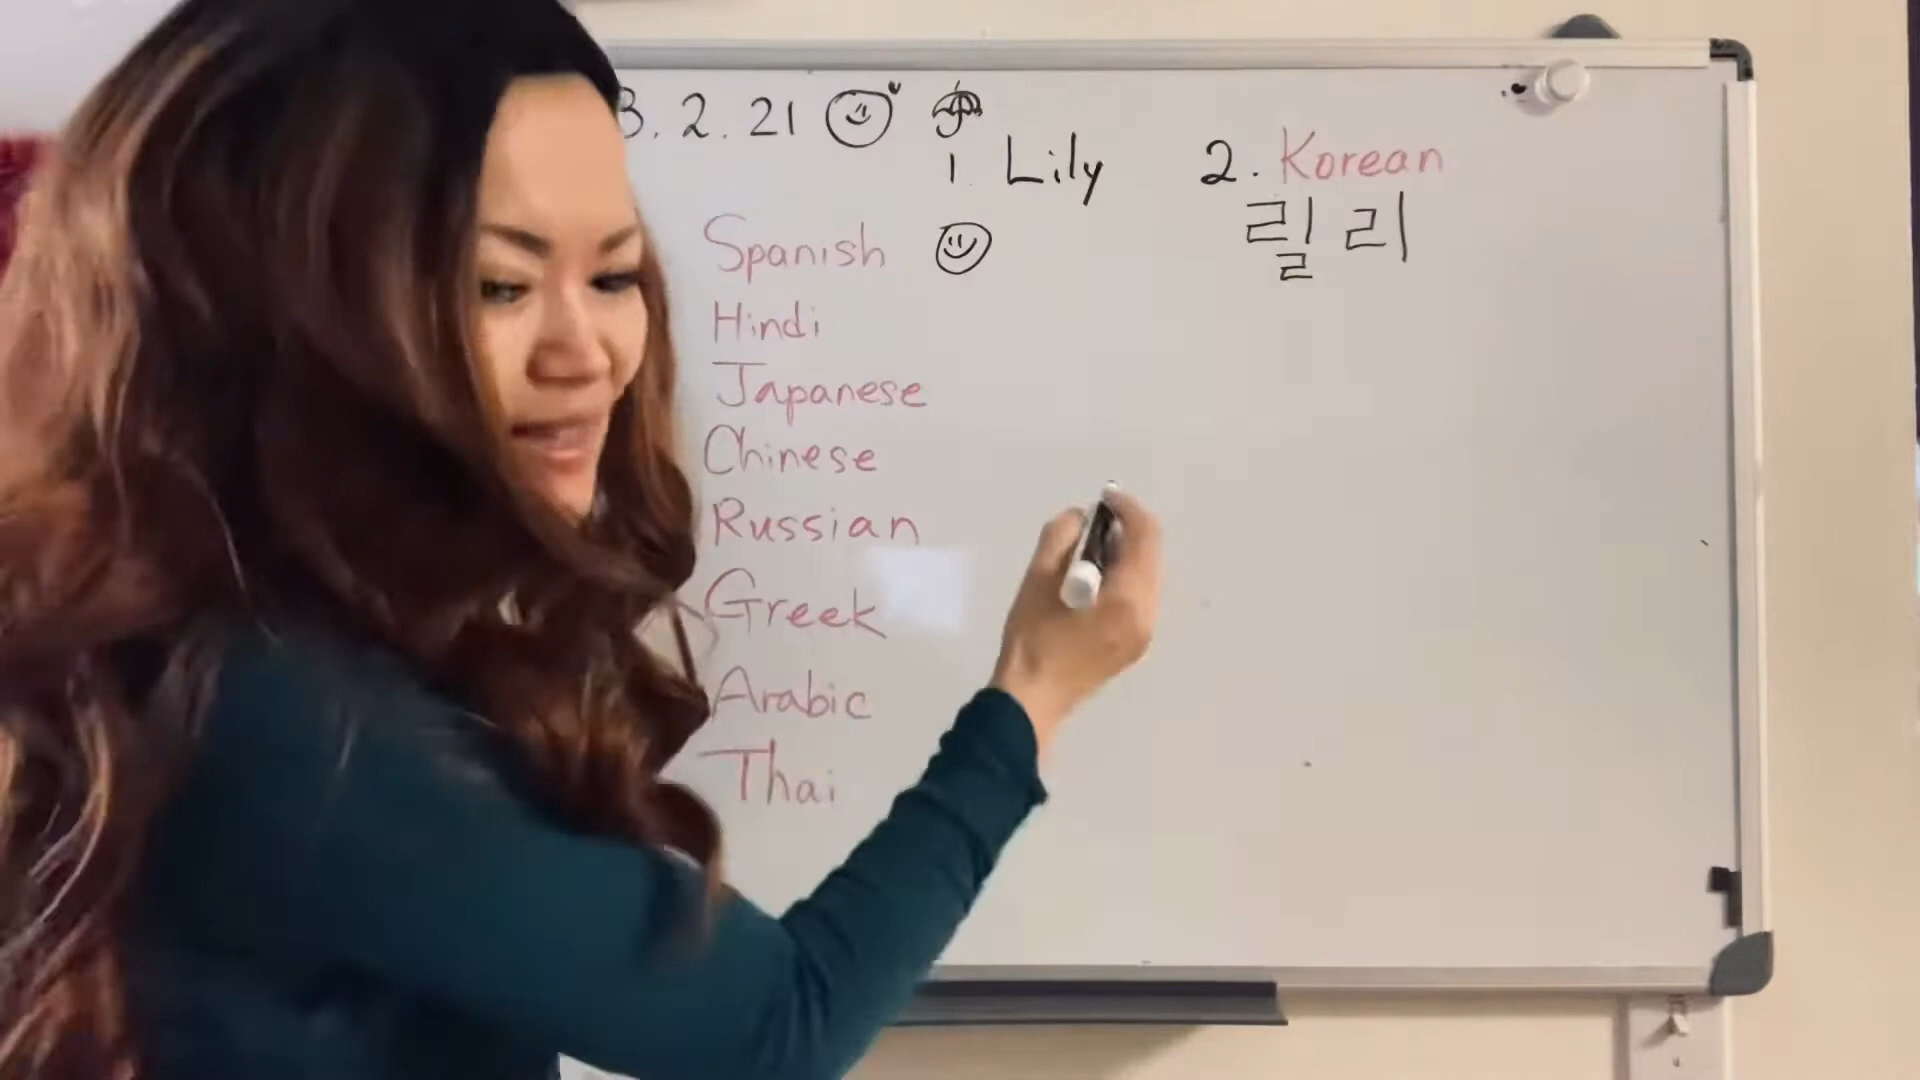 3.2.21
1. Lily
2. Korean
릴리
Spanish
Hindi
Japanese
Chinese
Russian
Greek
Arabic
Thai